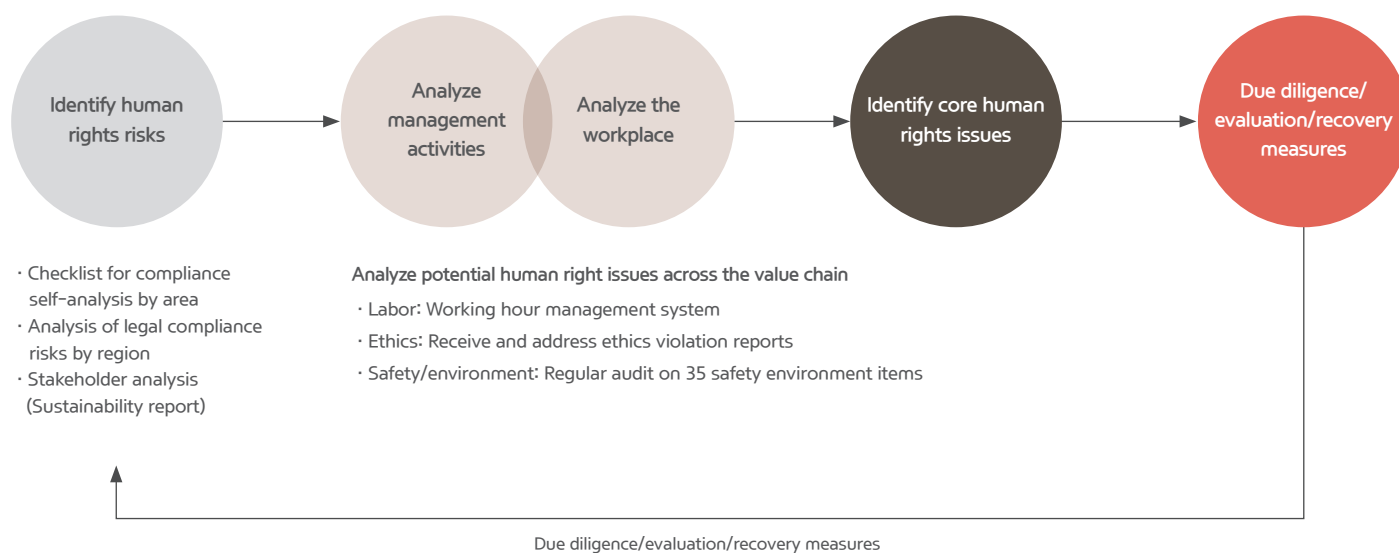 Identify human
rights risks
Analyze
management
activities
Analyze the
workplace
Identify core human
rights issues
Due diligence/
evaluation/recovery
measures
· Checklist for compliance
self-analysis by area
· Analysis of legal compliance
risks by region
· Stakeholder analysis
(Sustainability report)
Analyze potential human right issues across the value chain
· Labor: Working hour management system
· Ethics: Receive and address ethics violation reports
· Safety/environment: Regular audit on 35 safety environment items
Due diligence/evaluation/recovery measures